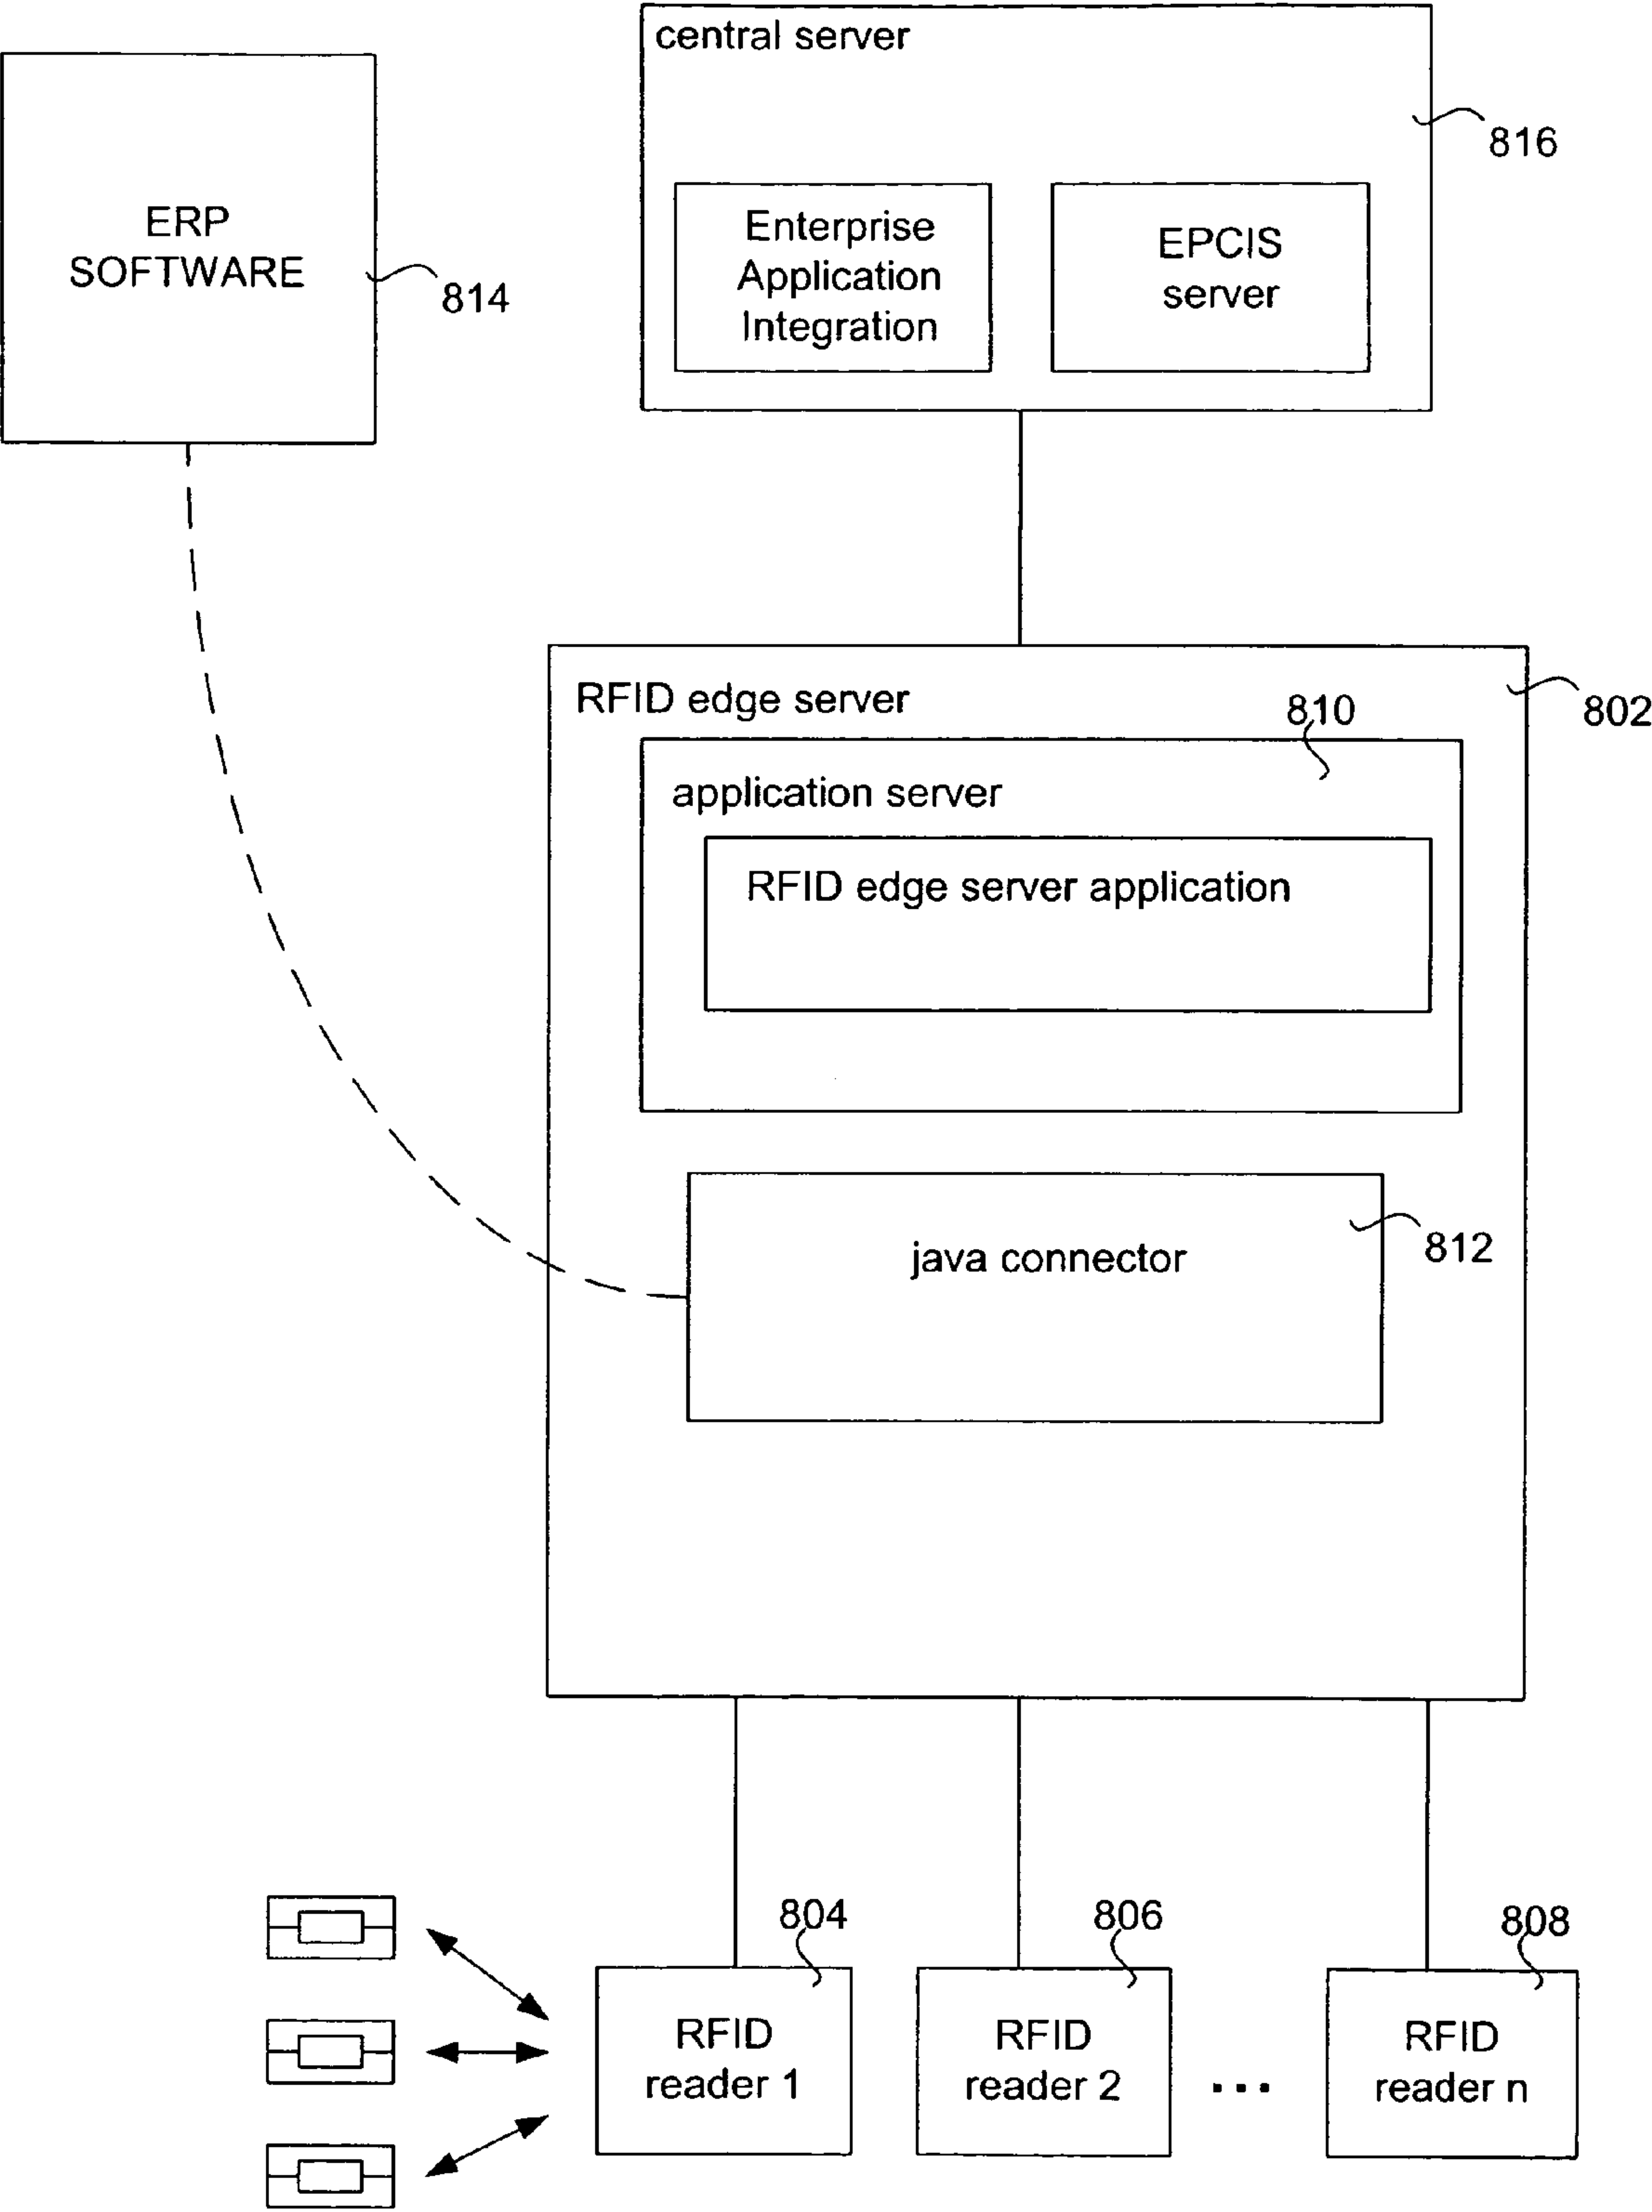 central server
816
ERP
SOFTWARE
814
Enterprise
Application
Integration
EPCIS
server
RFID edge server
802
810
application server
RFID edge server application
java connector
812
804
806
808
RFID
reader 1
RFID
reader 2
...
RFID
reader n